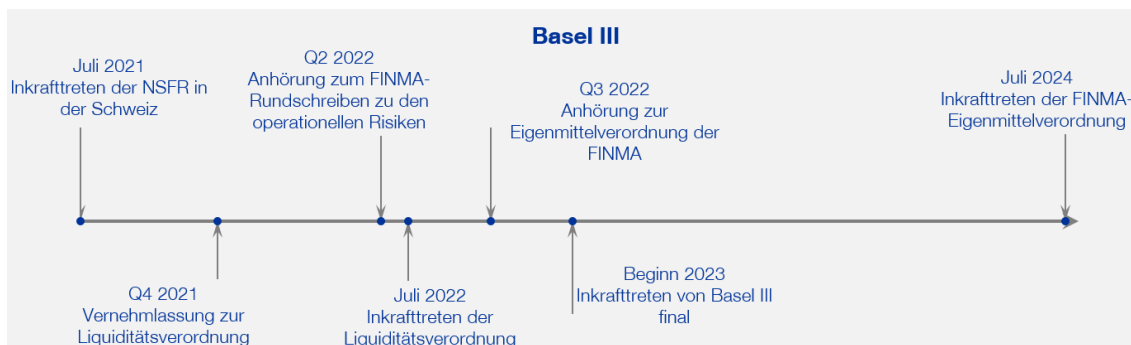 Basel III
Juli 2021
Inkrafttreten der NSFR in
der Schweiz
Q2 2022
Anhörung zum FINMA-
Rundschreiben zu den
operationellen Risiken
Q3 2022
Anhörung zur
Eigenmittelverordnung der
FINMA
Juli 2024
Inkrafttreten der FINMA-
Eigenmittelverordnung
Q4 2021
Vernehmlassung zur
Liquiditätsverordnung
Juli 2022
Inkrafttreten der
Liquiditätsverordnung
Beginn 2023
Inkrafttreten von Basel III
final